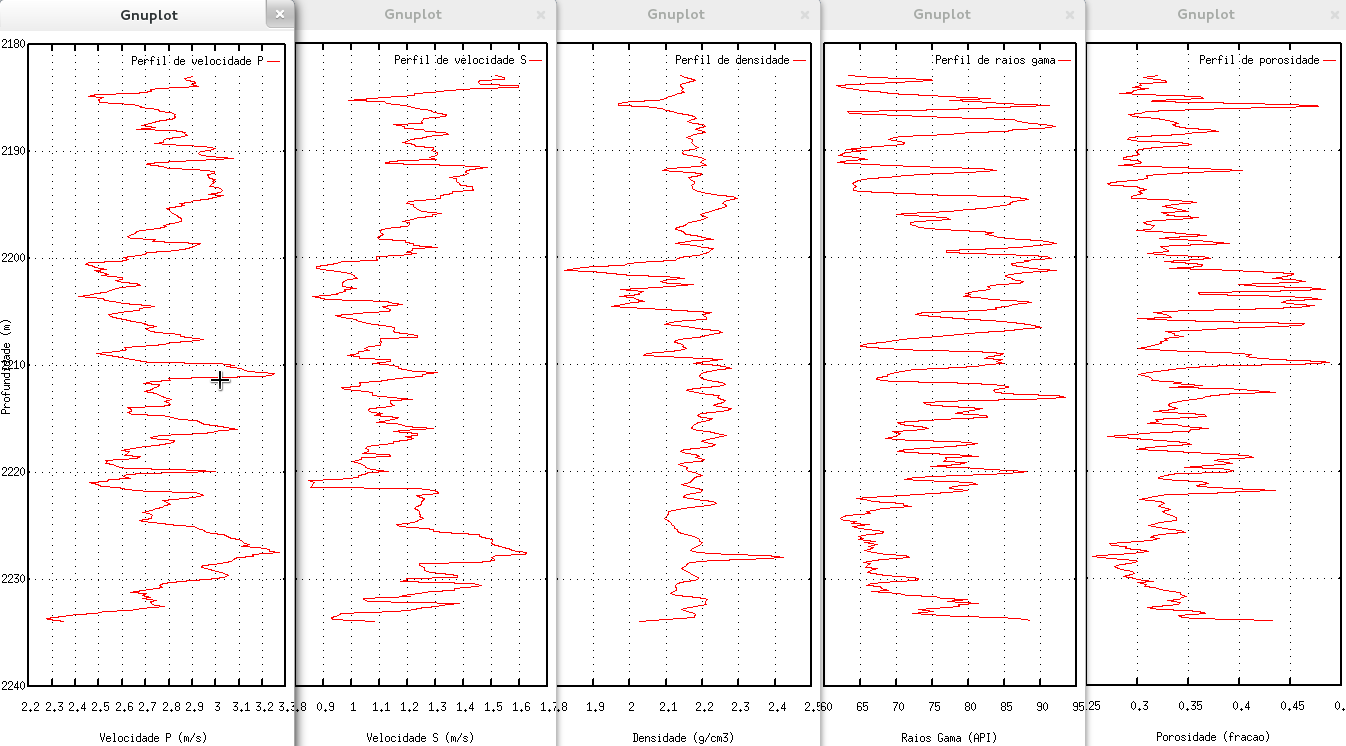 Gnuplot × Gnuplot × Gnuplot × Gnuplot × Gnuplot ×
Perfil de velocidade P Perfil de velocidade S Perfil de densidade Perfil de raios gama Perfil de porosidade
2180
2190
2200
2210
2220
2230
2240
Profundidade (m)
2.2 2.3 2.4 2.5 2.6 2.7 2.8 2.9 3 3.1 3.2 3.3
.8 0.9 1 1.1 1.2 1.3 1.4 1.5 1.6 1.7
1.8 1.9 2 2.1 2.2 2.3 2.4 2.5
60 65 70 75 80 85 90 95
.25 0.3 0.35 0.4 0.45 0.
Velocidade P (m/s) Velocidade S (m/s) Densidade (g/cm3) Raios Gama (API) Porosidade (fracao)